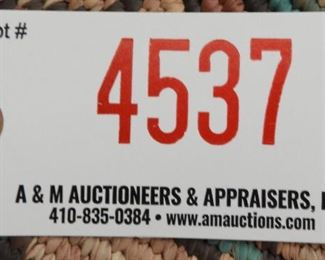 ot #
4537
A & M AUCTIONEERS & APPRAISERS,
410-835-0384 • www.amauctions.com